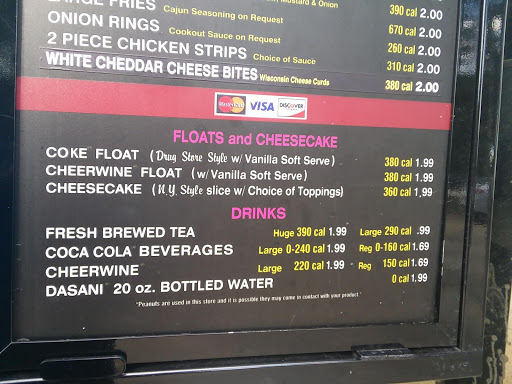 Mustard & Onion
LARGE FRIES Cajun Seasoning on Request 390 cal 2.00
ONION RINGS Cookout Sauce on Request 670 cal 2.00
2 PIECE CHICKEN STRIPS Choice of Sauce 260 cal 2.00
310 cal 2.00
WHITE CHEDDAR CHEESE BITES Wisconsin Cheese Curds 380 cal 2.00
MasterCard VISA DISCOVER
FLOATS and CHEESECAKE
COKE FLOAT (Drug Store Style w/ Vanilla Soft Serve) 380 cal 1.99
CHEERWINE FLOAT (w/ Vanilla Soft Serve) 380 cal 1.99
CHEESECAKE (N.Y. Style slice w/ Choice of Toppings) 360 cal 1.99
DRINKS
FRESH BREWED TEA Huge 390 cal 1.99 Large 290 cal .99
COCA COLA BEVERAGES Large 0-240 cal 1.99 Reg 0-160 cal 1.69
CHEERWINE Large 220 cal 1.99 Reg 150 cal 1.69
DASANI 20 oz. BOTTLED WATER 0 cal 1.99
"Peanuts are used in this store and it is possible they may come in contact with your product."